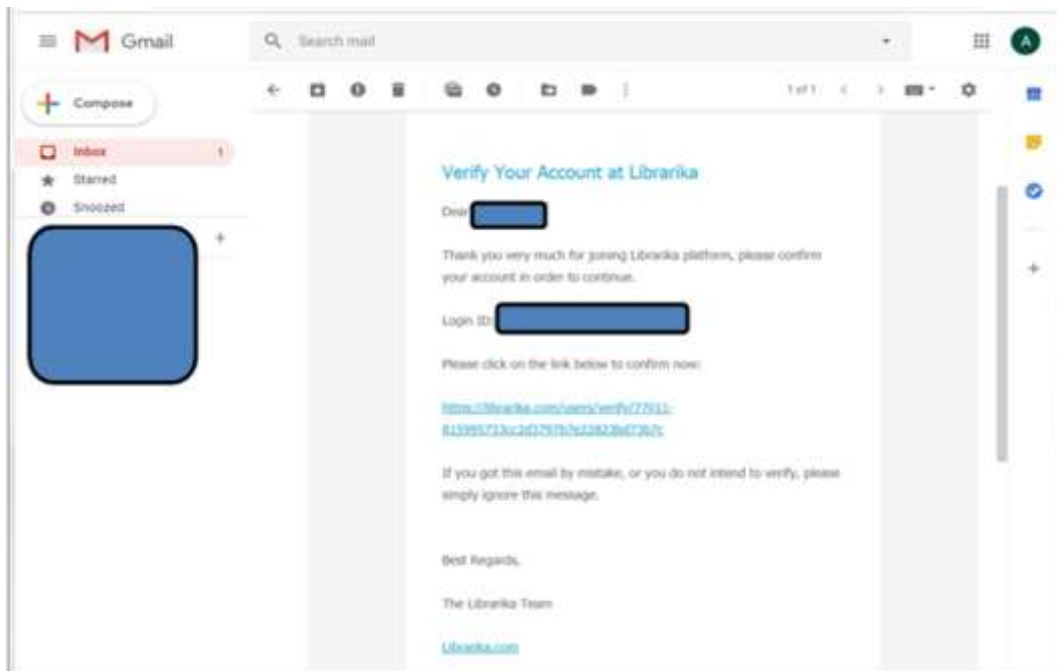 Gmail
Search mail
A
Compose
1 of 1
Inbox 1
Starred
Snoozed
Verify Your Account at Librarika
Dear
Thank you very much for joining Librarika platform, please confirm
your account in order to continue.
Login ID:
Please click on the link below to confirm now:
If you got this email by mistake, or you do not intend to verify, please
simply ignore this message.
Best Regards,
The Librarika Team
Librarika.com